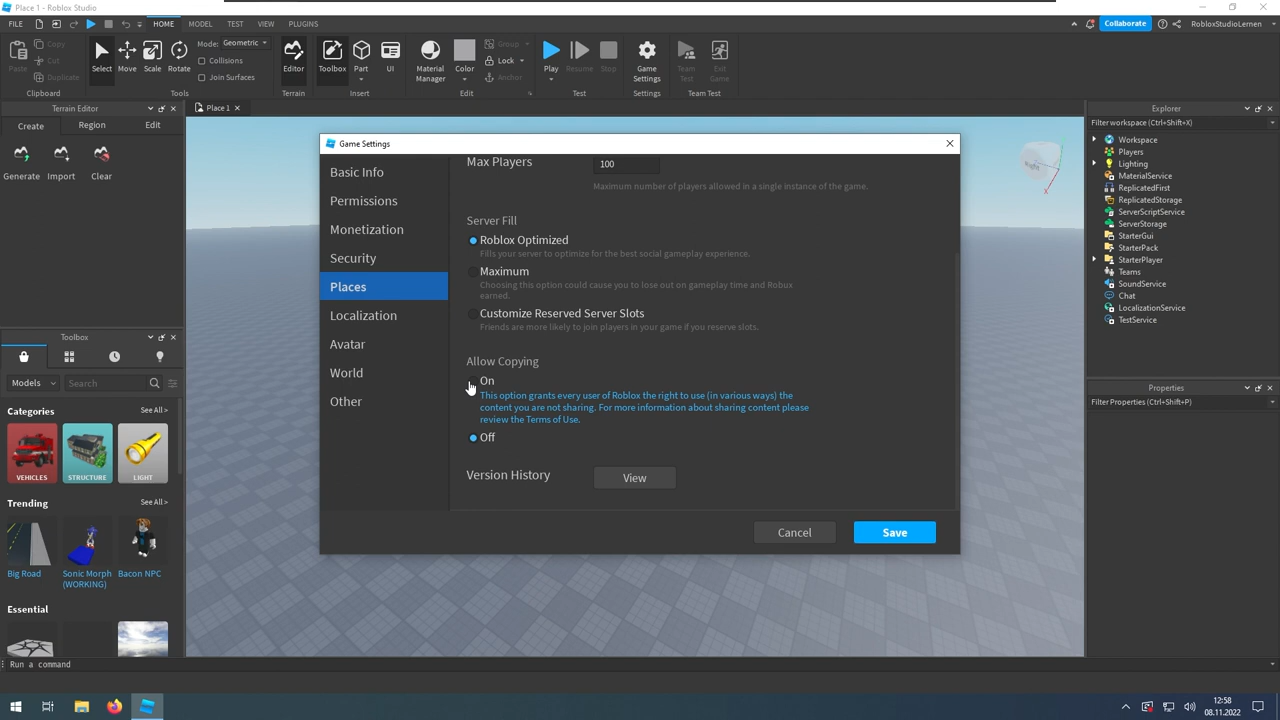 Place 1 - Roblox Studio
FILE HOME MODEL TEST VIEW PLUGINS Collaborate RobloxStudioLernen
Paste Copy Cut Duplicate
Clipboard
Select Move Scale Rotate
Mode: Geometric
Collisions
Join Surfaces
Tools
Editor
Terrain
Toolbox Part UI
Insert
Material Manager
Color
Group
Lock
Anchor
Edit
Play Resume Stop
Test
Game Settings
Settings
Team Test
Exit Game
Team Test
Terrain Editor
Create Region Edit
Generate Import Clear
Place 1
Toolbox
Models Search
Categories See All >
VEHICLES STRUCTURE LIGHT
Trending See All >
Big Road
Sonic Morph (WORKING)
Bacon NPC
Essential
Game Settings
Basic Info
Permissions
Monetization
Security
Places
Localization
Avatar
World
Other
Max Players 100
Maximum number of players allowed in a single instance of the game.
Server Fill
Roblox Optimized
Fills your server to optimize for the best social gameplay experience.
Maximum
Choosing this option could cause you to lose out on gameplay time and Robux
earned.
Customize Reserved Server Slots
Friends are more likely to join players in your game if you reserve slots.
Allow Copying
On
This option grants every user of Roblox the right to use (in various ways) the
content you are not sharing. For more information about sharing content please
review the Terms of Use.
Off
Version History View
Cancel Save
Right
X
Explorer
Filter workspace (Ctrl+Shift+X)
Workspace
Players
Lighting
MaterialService
ReplicatedFirst
ReplicatedStorage
ServerScriptService
ServerStorage
StarterGui
StarterPack
StarterPlayer
Teams
SoundService
Chat
LocalizationService
TestService
Properties
Filter Properties (Ctrl+Shift+P)
Run a command
12:58
08.11.2022